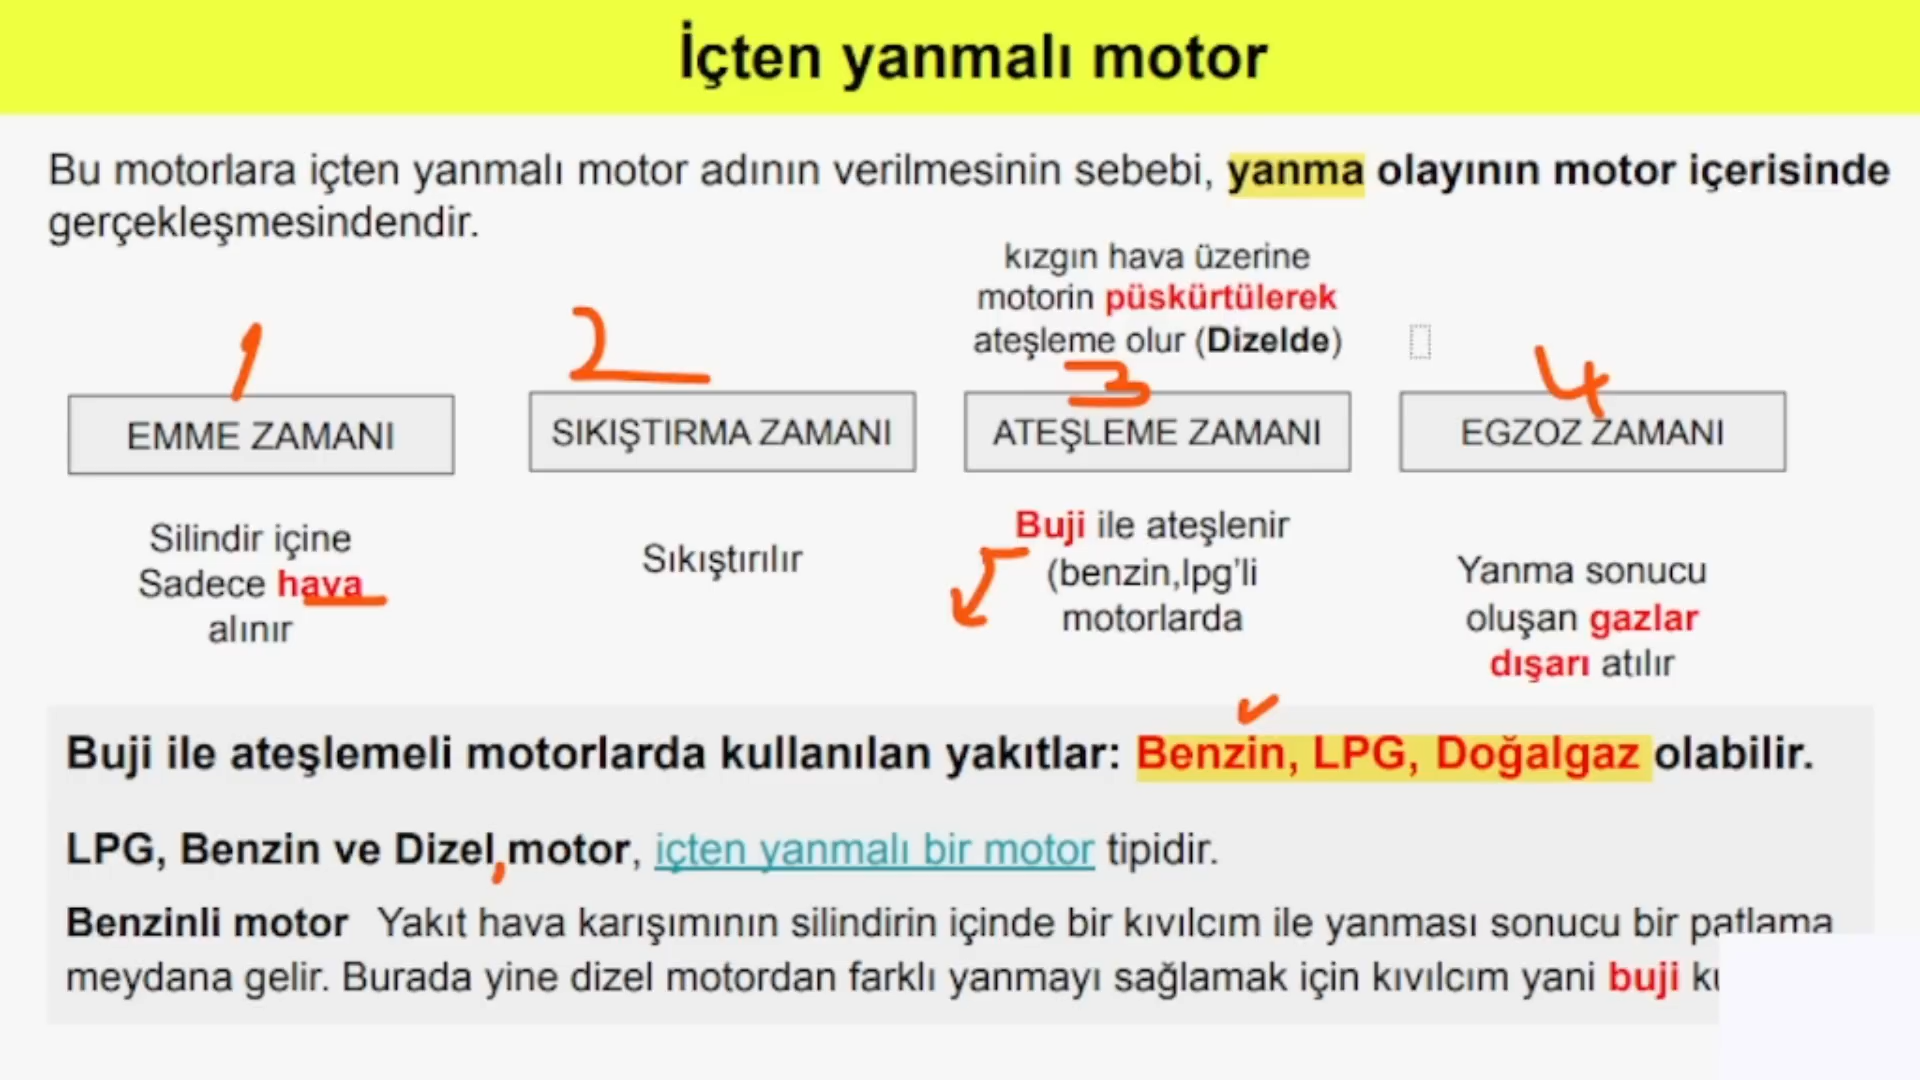 İçten yanmalı motor
Bu motorlara içten yanmalı motor adının verilmesinin sebebi, yanma olayının motor içerisinde
gerçekleşmesindendir.
kızgın hava üzerine
motorin püskürtülerek
ateşleme olur (Dizelde)
1
2
3
4
EMME ZAMANI
SIKIŞTIRMA ZAMANI
ATEŞLEME ZAMANI
EGZOZ ZAMANI
Silindir içine
Sadece hava
alınır
Sıkıştırılır
Buji ile ateşlenir
(benzin,lpg'li
motorlarda
Yanma sonucu
oluşan gazlar
dışarı atılır
Buji ile ateşlemeli motorlarda kullanılan yakıtlar: Benzin, LPG, Doğalgaz olabilir.
LPG, Benzin ve Dizel motor, içten yanmalı bir motor tipidir.
Benzinli motor Yakıt hava karışımının silindirin içinde bir kıvılcım ile yanması sonucu bir patlama
meydana gelir. Burada yine dizel motordan farklı yanmayı sağlamak için kıvılcım yani buji